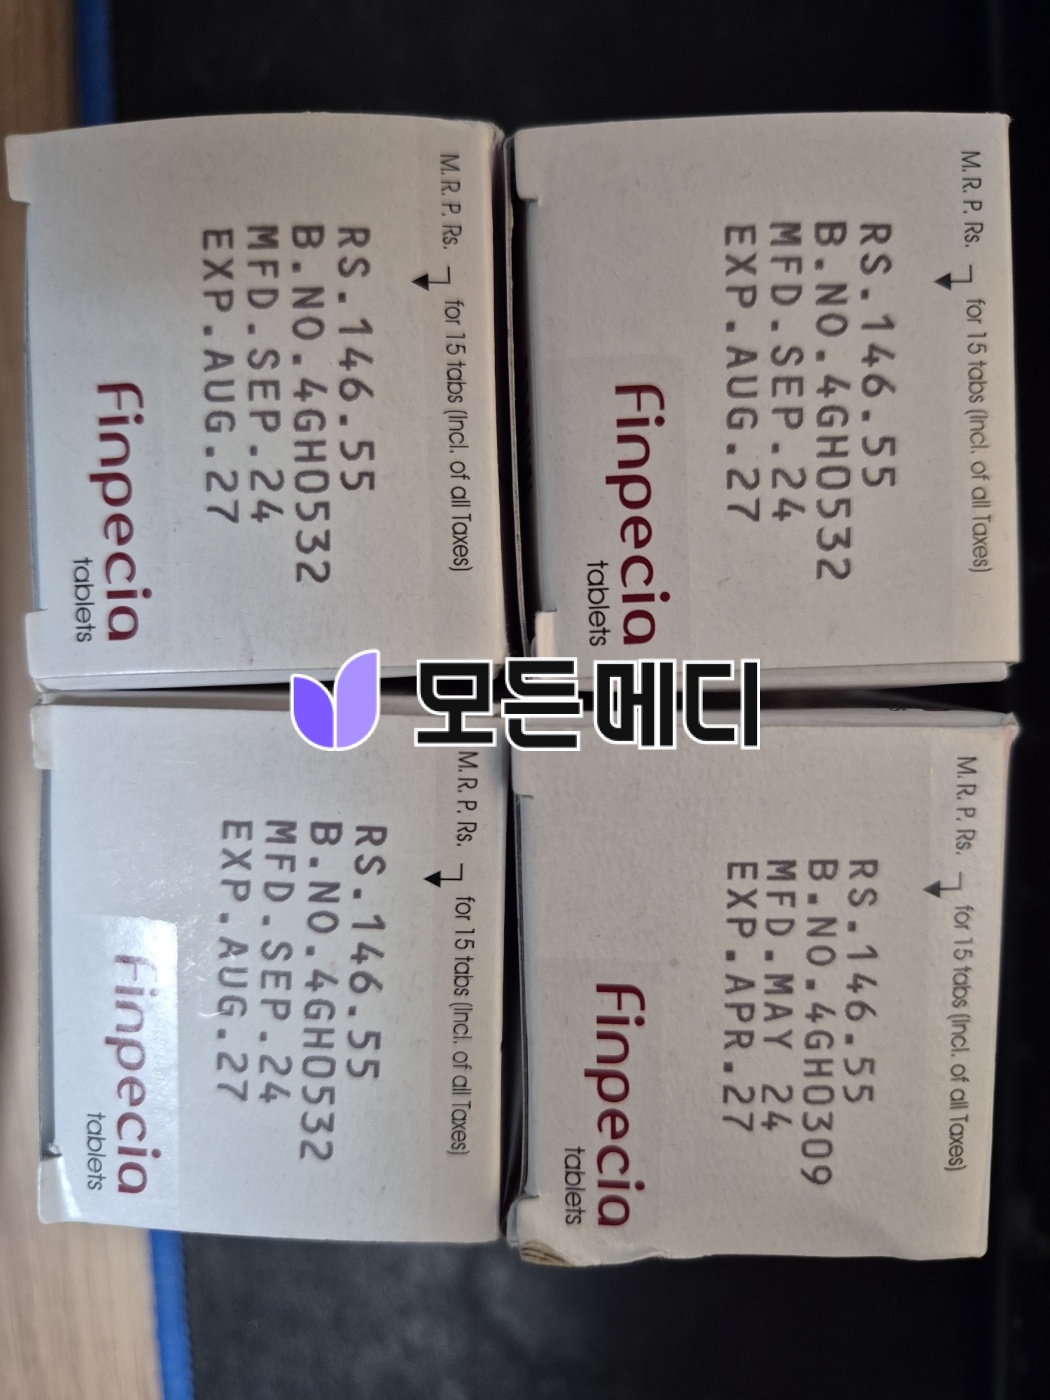 M.R.P. Rs. for 15 tabs (Incl. of all Taxes)
RS.146.55
B.NO.4GH0532
MFD.SEP.24
EXP.AUG.27
Finpecia
tablets
M.R.P. Rs. for 15 tabs (Incl. of all Taxes)
RS.146.55
B.NO.4GH0532
MFD.SEP.24
EXP.AUG.27
Finpecia
tablets
모든메디
M.R.P. Rs. for 15 tabs (Incl. of all Taxes)
RS.146.55
B.NO.4GH0532
MFD.SEP.24
EXP.AUG.27
Finpecia
tablets
M.R.P. Rs. for 15 tabs (Incl. of all Taxes)
RS.146.55
B.NO.4GH0309
MFD.MAY 24
EXP.APR.27
Finpecia
tablets